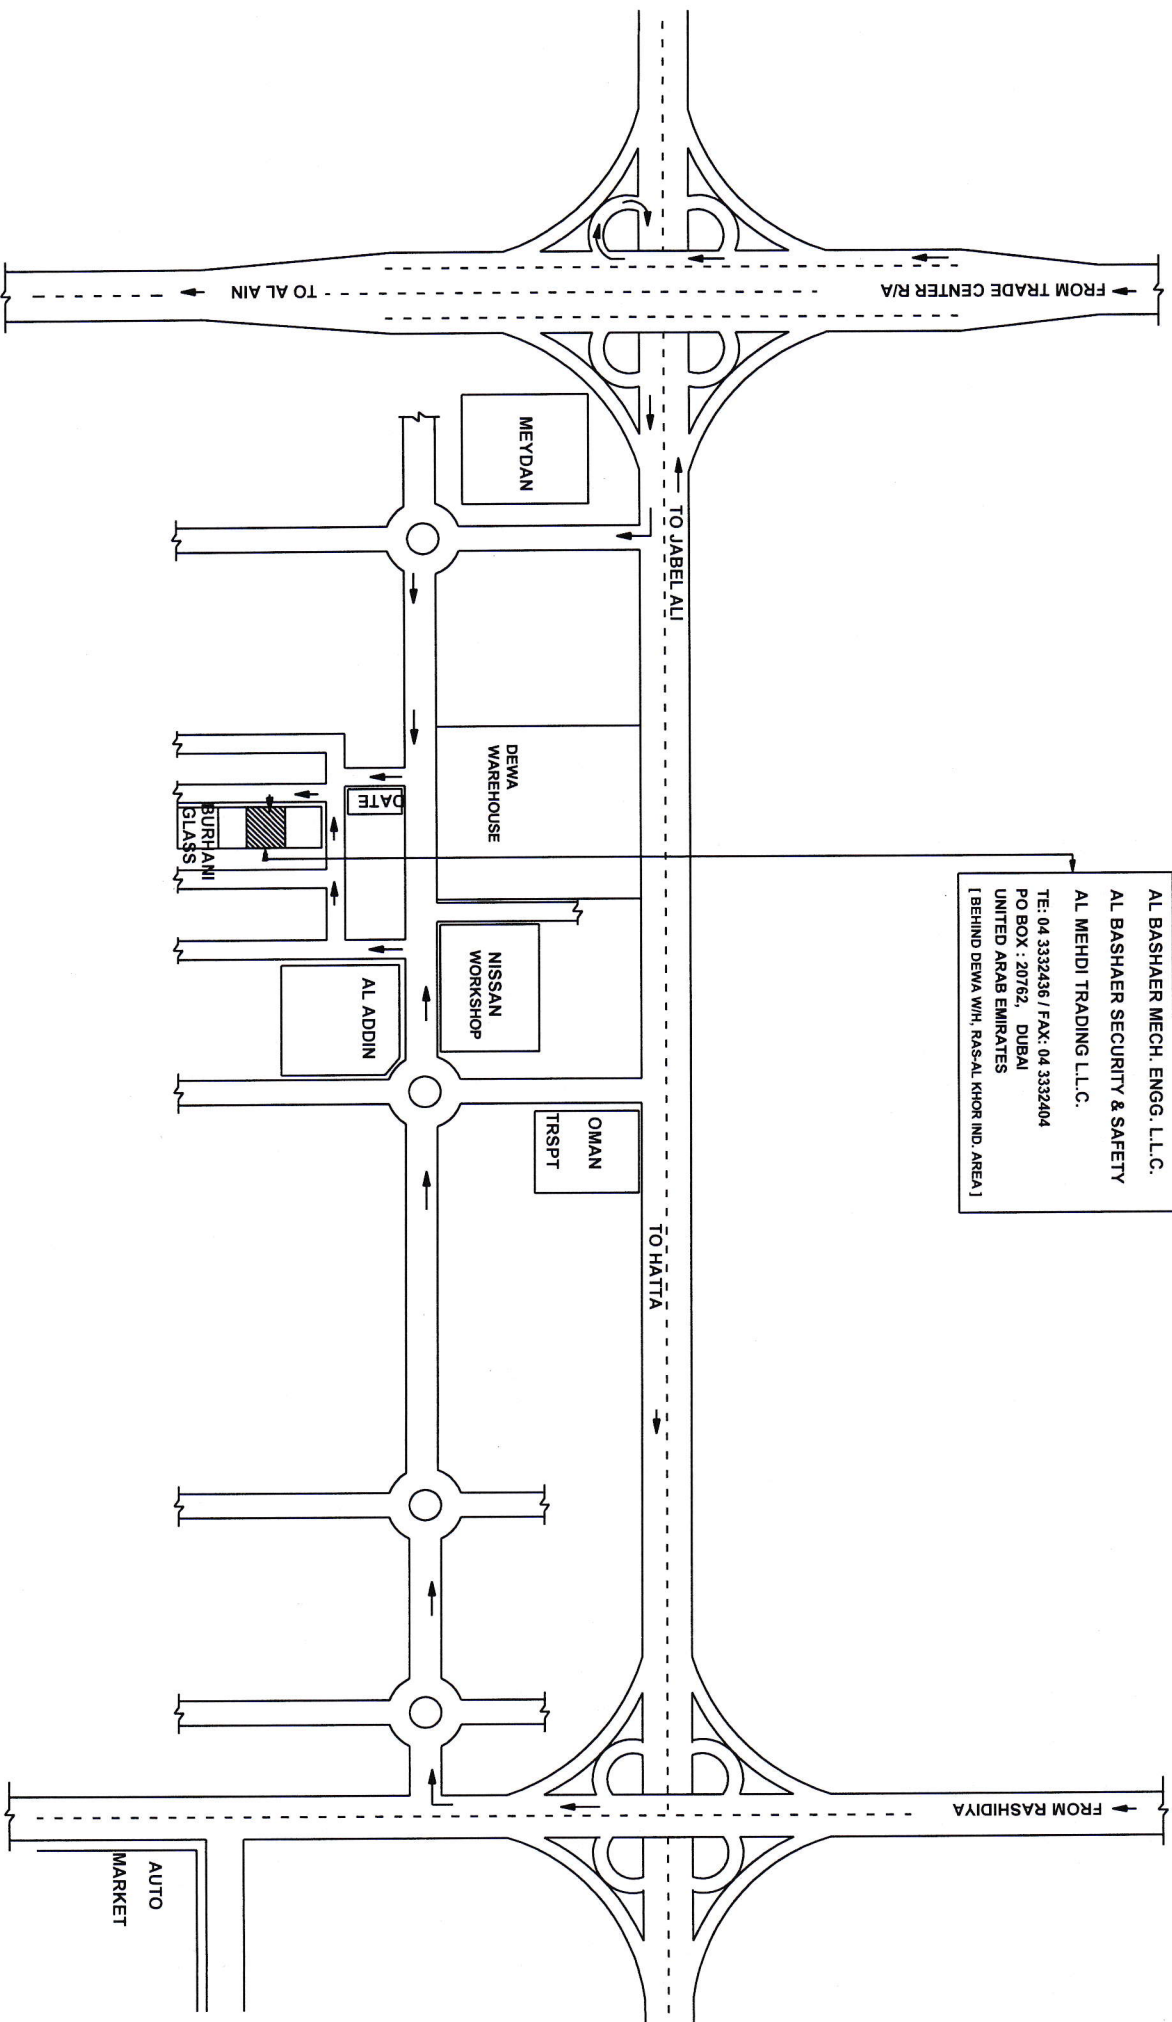 AL BASHAER MECH. ENGG. L.L.C.
AL BASHAER SECURITY & SAFETY
AL MEHDI TRADING L.L.C.
TE: 04 3332436 / FAX: 04 3332404
PO BOX : 20762, DUBAI
UNITED ARAB EMIRATES
[ BEHIND DEWA W/H, RAS-AL KHOR IND. AREA ]
FROM TRADE CENTER R/A
FROM RASHIDIYA
TO JABEL ALI
TO HATTA
OMAN
TRSPT
MEYDAN
DEWA
WAREHOUSE
NISSAN
WORKSHOP
DATE
AL ADDIN
BURHANI
GLASS
TO AL AIN
AUTO
MARKET